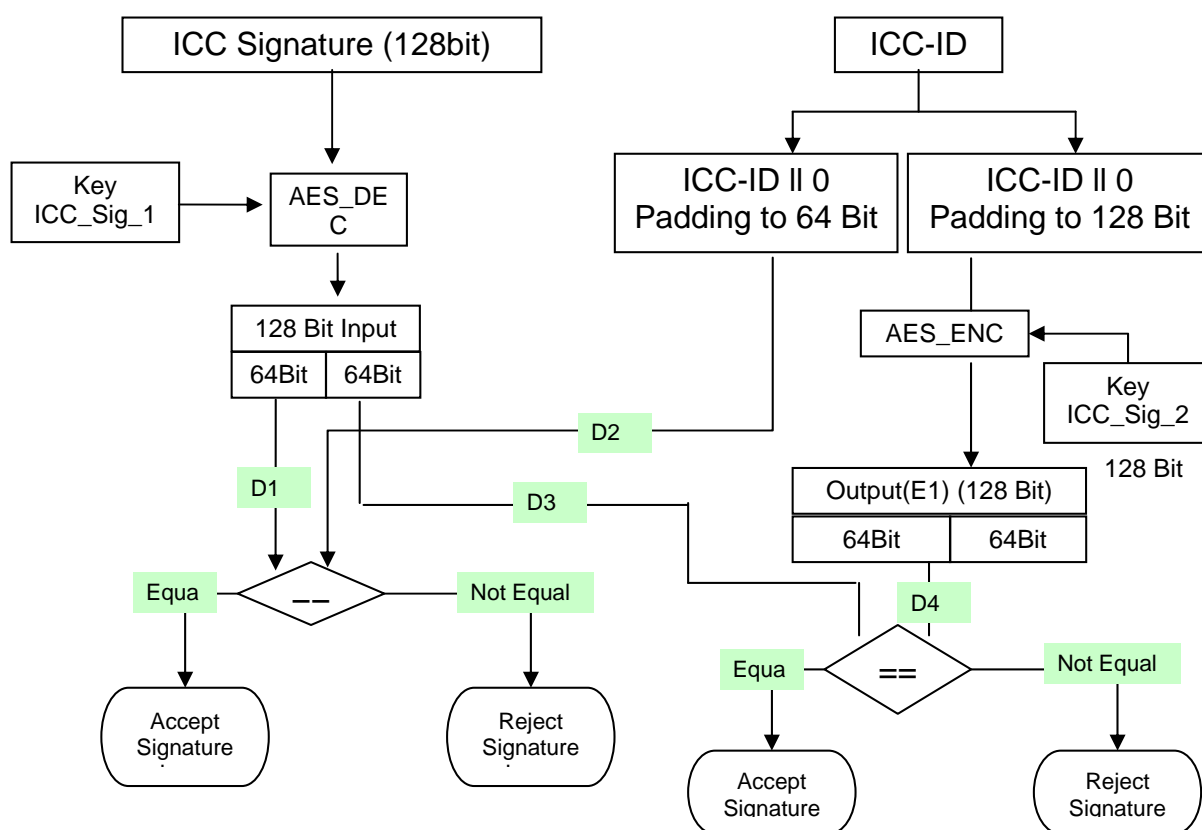 ICC Signature (128bit)
ICC-ID
Key
ICC_Sig_1
AES_DE
C
ICC-ID ll 0
Padding to 64 Bit
ICC-ID ll 0
Padding to 128 Bit
128 Bit Input
64Bit
64Bit
AES_ENC
Key
ICC_Sig_2
128 Bit
D2
D1
D3
Output(E1) (128 Bit)
64Bit
64Bit
D4
Equa
==
Not Equal
Equa
==
Not Equal
Accept
Signature
Reject
Signature
Accept
Signature
Reject
Signature